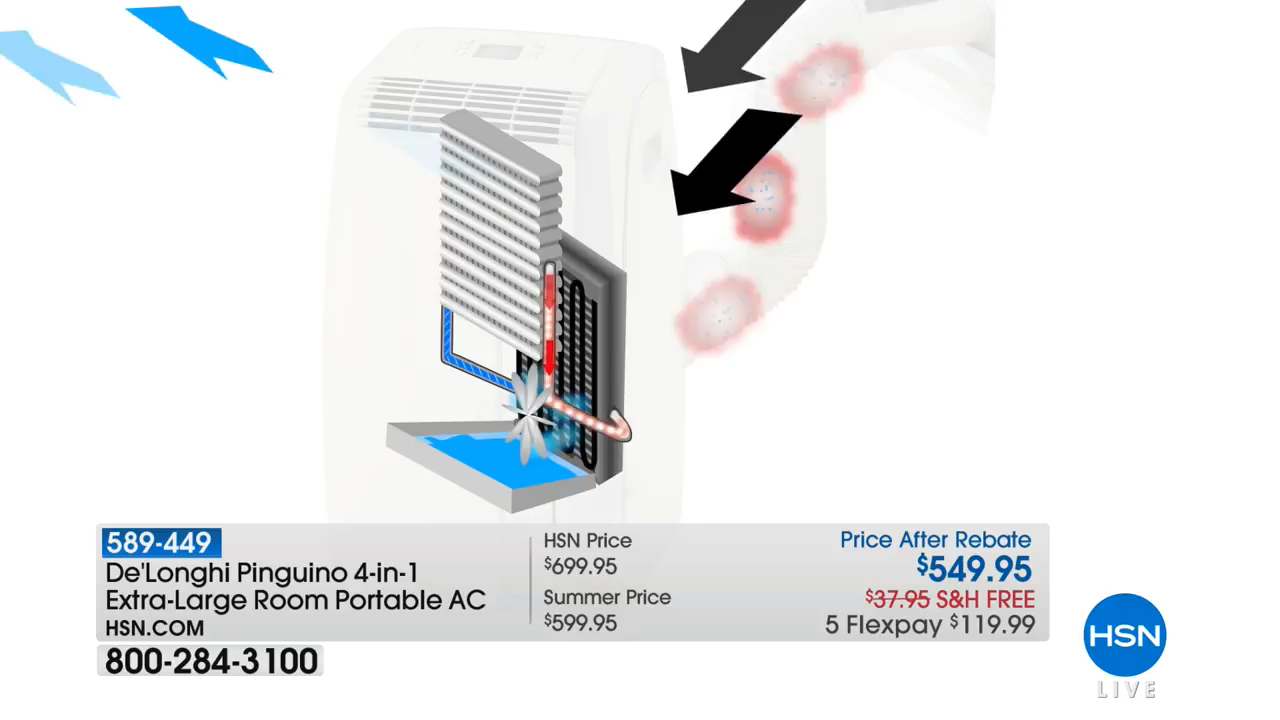 589-449
De'Longhi Pinguino 4-in-1
Extra-Large Room Portable AC
HSN.COM
800-284-3100
HSN Price
$699.95
Summer Price
$599.95
Price After Rebate
$549.95
$37.95 S&H FREE
5 Flexpay $119.99
HSN
LIVE